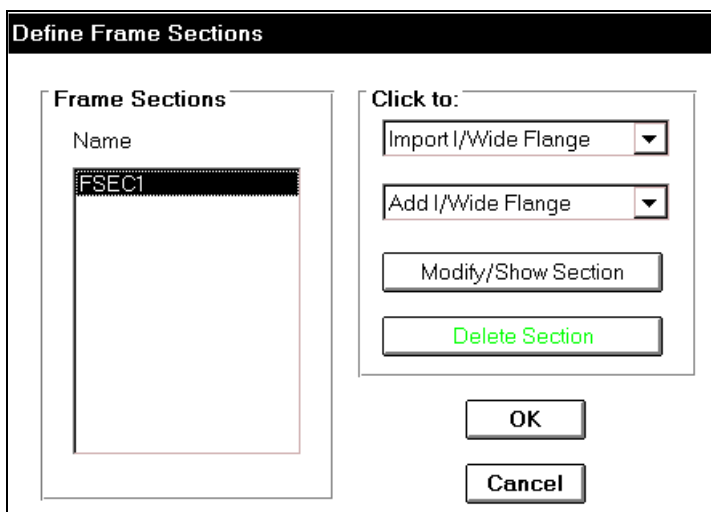 Define Frame Sections
Frame Sections
Name
FSEC1
Click to:
Import I/Wide Flange
Add I/Wide Flange
Modify/Show Section
Delete Section
OK
Cancel